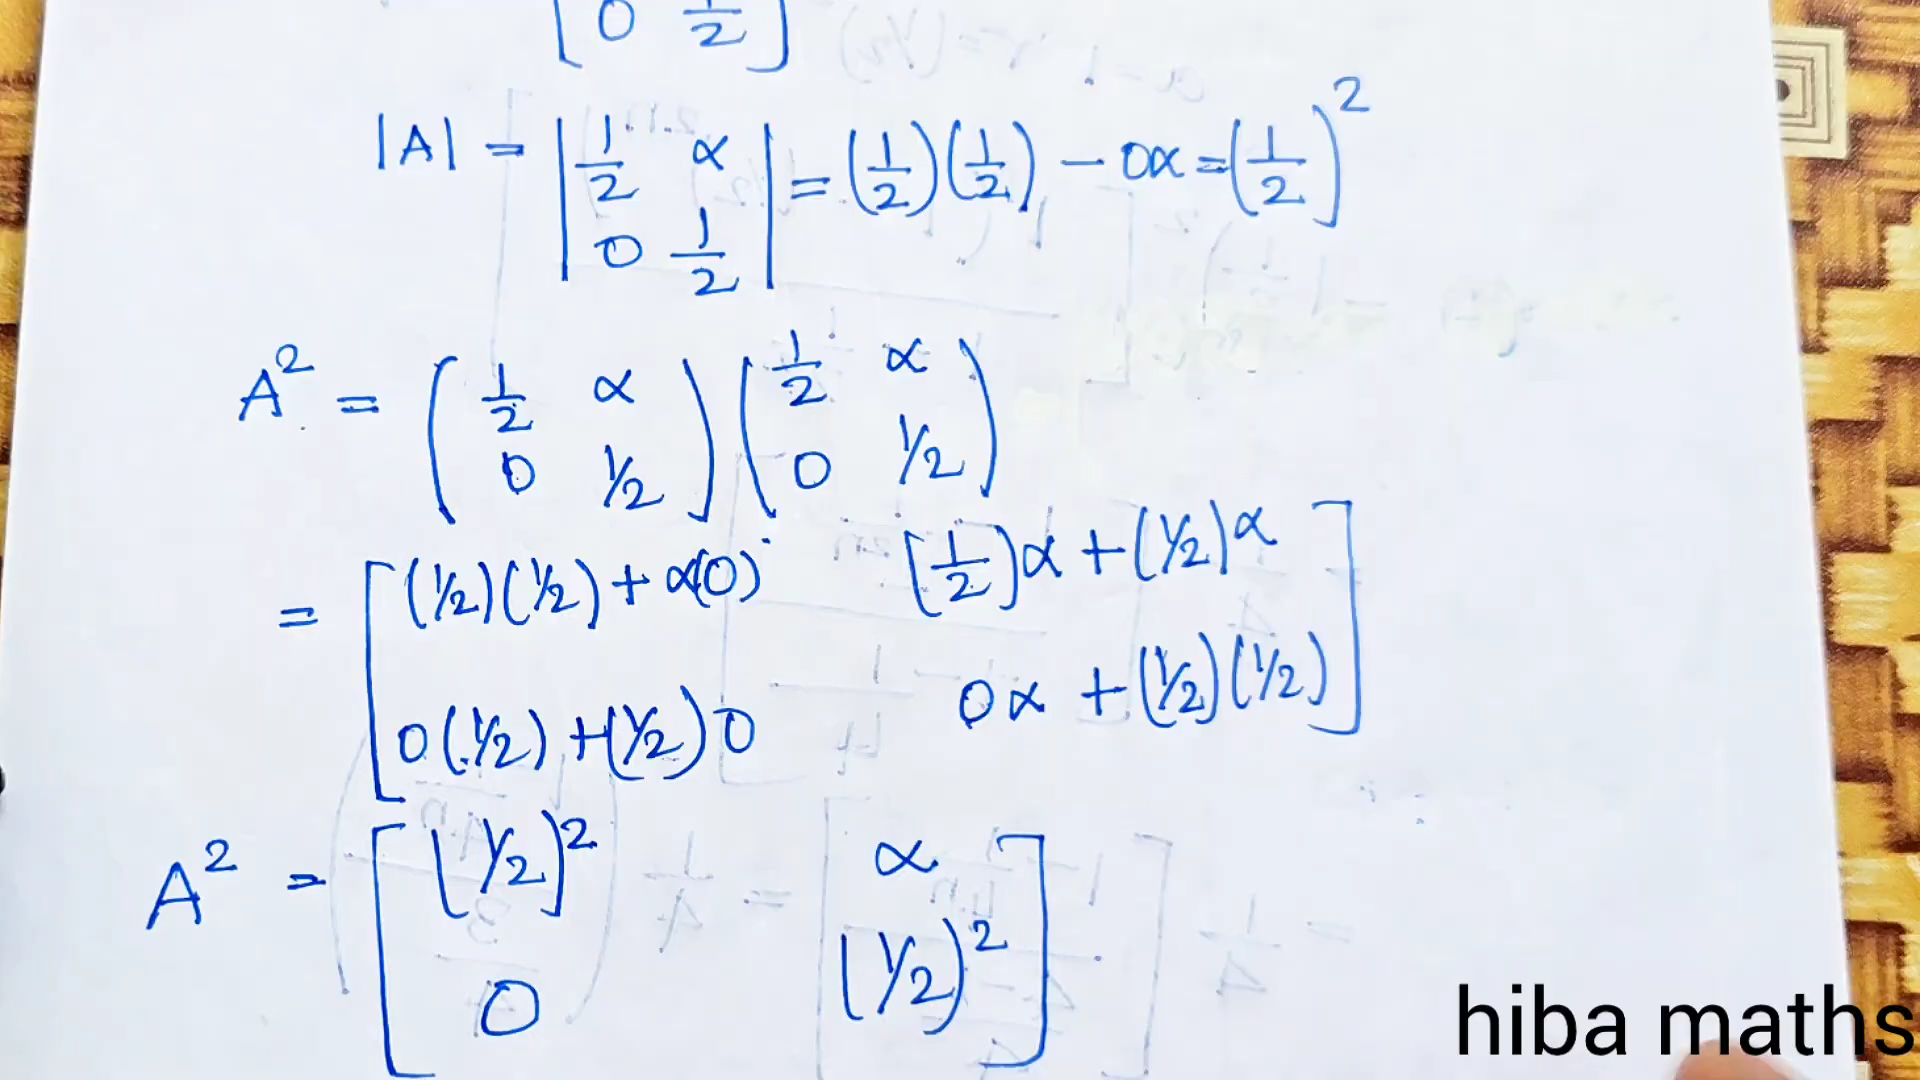 0 1/2
|A| = |1/2 α
0 1/2| = (1/2)(1/2) - 0α = (1/2)^2
A^2 = (1/2 α
0 1/2) (1/2 α
0 1/2)
= [(1/2)(1/2) + α(0) (1/2)α + (1/2)α
0(1/2) + (1/2)0 0α + (1/2)(1/2)]
A^2 = [(1/2)^2 α
0 (1/2)^2]
hiba maths